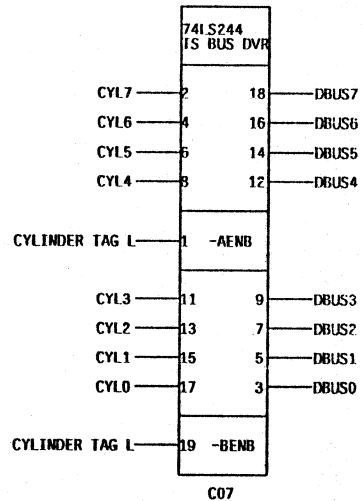 74LS244
TS BUS DVR
CYL7 2 18 DBUS7
CYL6 4 16 DBUS6
CYL5 6 14 DBUS5
CYL4 8 12 DBUS4
CYLINDER TAG L 1 -AENB
CYL3 11 9 DBUS3
CYL2 13 7 DBUS2
CYL1 15 5 DBUS1
CYL0 17 3 DBUS0
CYLINDER TAG L 19 -BENB
C07